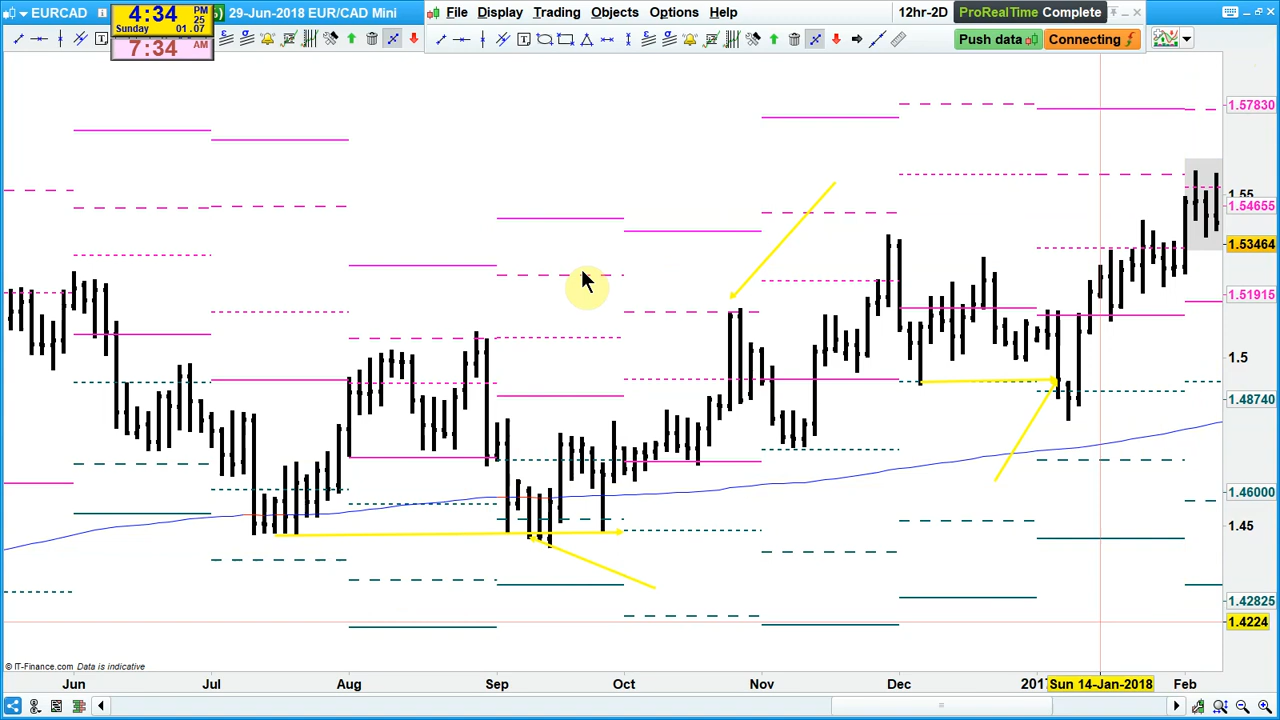 EURCAD
4:34 PM 25
Sunday 01.07
7:34 AM
29-Jun-2018 EUR/CAD Mini
File Display Trading Objects Options Help
12hr-2D
ProRealTime Complete
Push data
Connecting
1.57830
1.55
1.54655
1.53464
1.51915
1.5
1.48740
1.46000
1.45
1.42825
1.4224
© IT-Finance.com Data is indicative
Jun Jul Aug Sep Oct Nov Dec 2017 Sun 14-Jan-2018 Feb